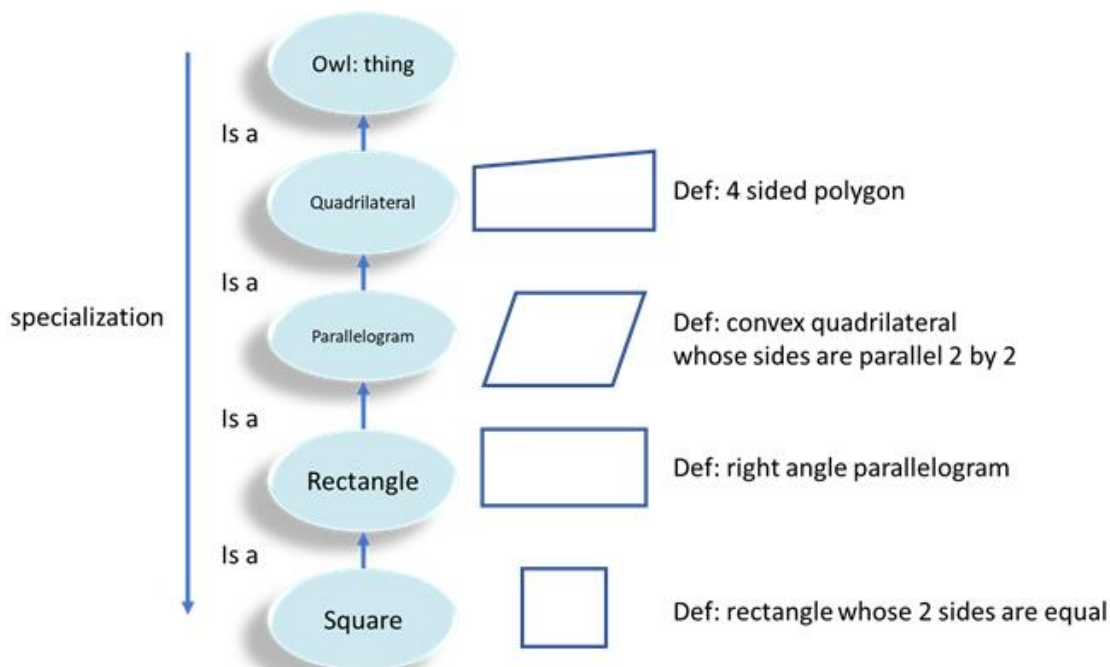 Owl: thing
Is a
Quadrilateral
Def: 4 sided polygon
Is a
specialization
Parallelogram
Def: convex quadrilateral
whose sides are parallel 2 by 2
Is a
Rectangle
Def: right angle parallelogram
Is a
Square
Def: rectangle whose 2 sides are equal